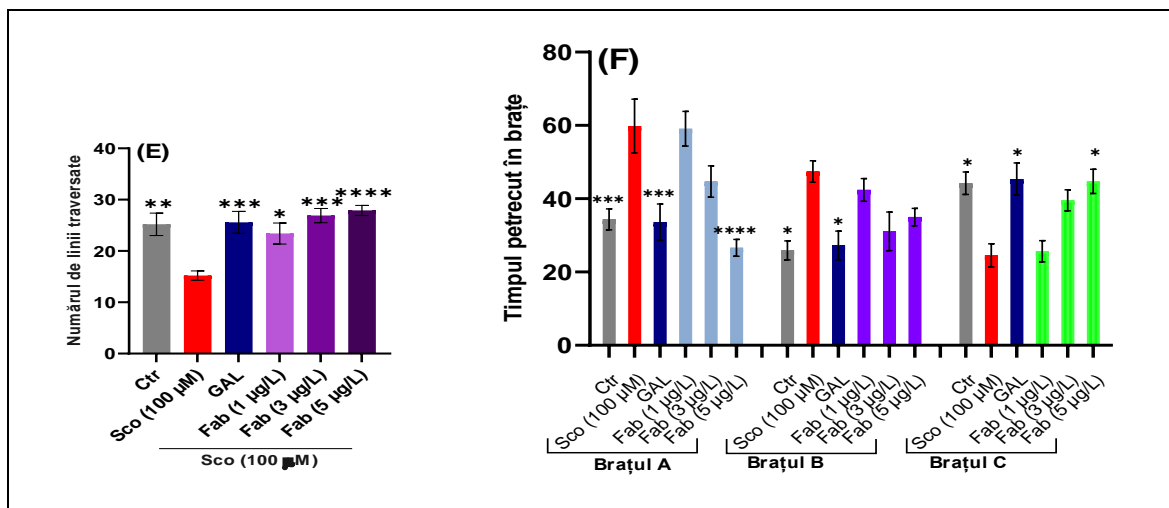 (E)
Numărul de linii traversate
40
30
20
10
0
**
***
*
***
****
Ctr
Sco (100 µM)
GAL
Fab (1 µg/L)
Fab (3 µg/L)
Fab (5 µg/L)
Sco (100 µM)
(F)
Timpul petrecut în brațe
80
60
40
20
0
***
***
****
*
*
*
*
*
Ctr
Sco (100 µM)
GAL
Fab (1 µg/L)
Fab (3 µg/L)
Fab (5 µg/L)
Brațul A
Ctr
Sco (100 µM)
GAL
Fab (1 µg/L)
Fab (3 µg/L)
Fab (5 µg/L)
Brațul B
Ctr
Sco (100 µM)
GAL
Fab (1 µg/L)
Fab (3 µg/L)
Fab (5 µg/L)
Brațul C